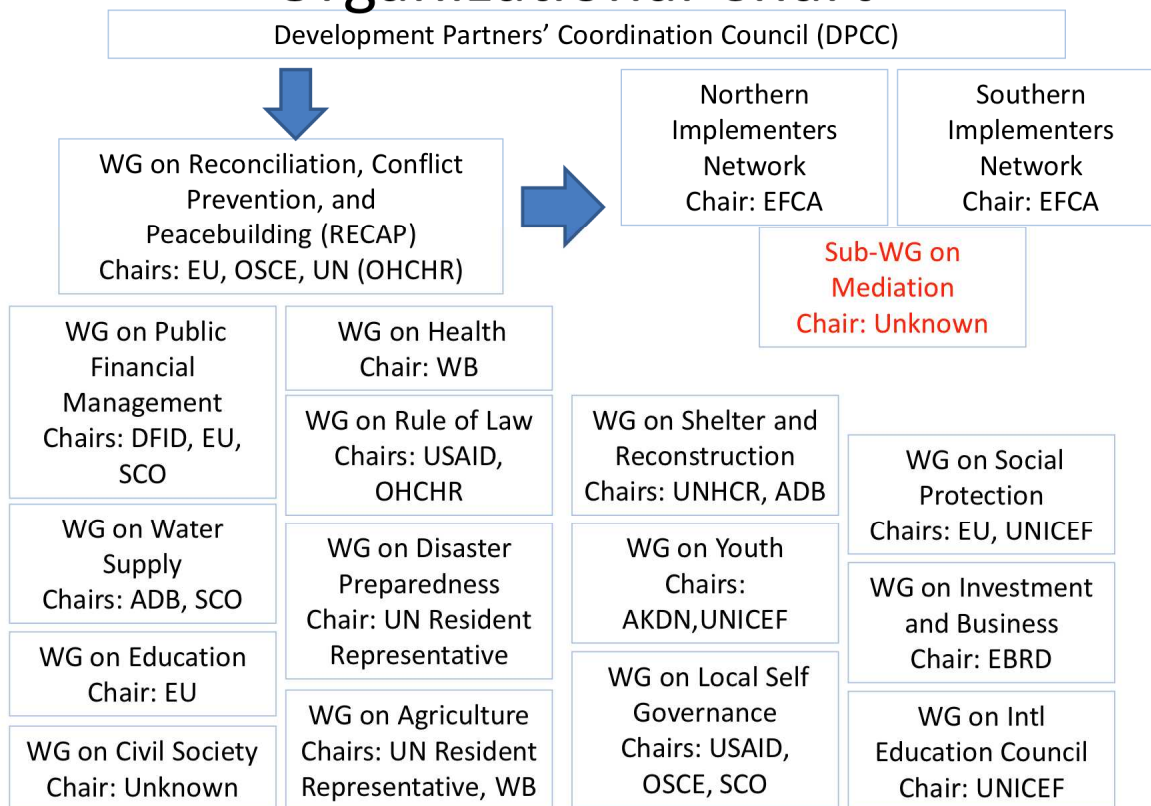 Organizational Chart
Development Partners’ Coordination Council (DPCC)
Northern
Implementers
Network
Chair: EFCA
Southern
Implementers
Network
Chair: EFCA
WG on Reconciliation, Conflict
Prevention, and
Peacebuilding (RECAP)
Chairs: EU, OSCE, UN (OHCHR)
Sub-WG on
Mediation
Chair: Unknown
WG on Public
Financial
Management
Chairs: DFID, EU,
SCO
WG on Health
Chair: WB
WG on Rule of Law
Chairs: USAID,
OHCHR
WG on Shelter and
Reconstruction
Chairs: UNHCR, ADB
WG on Social
Protection
Chairs: EU, UNICEF
WG on Water
Supply
Chairs: ADB, SCO
WG on Disaster
Preparedness
Chair: UN Resident
Representative
WG on Youth
Chairs:
AKDN,UNICEF
WG on Investment
and Business
Chair: EBRD
WG on Education
Chair: EU
WG on Agriculture
Chairs: UN Resident
Representative, WB
WG on Local Self
Governance
Chairs: USAID,
OSCE, SCO
WG on Intl
Education Council
Chair: UNICEF
WG on Civil Society
Chair: Unknown